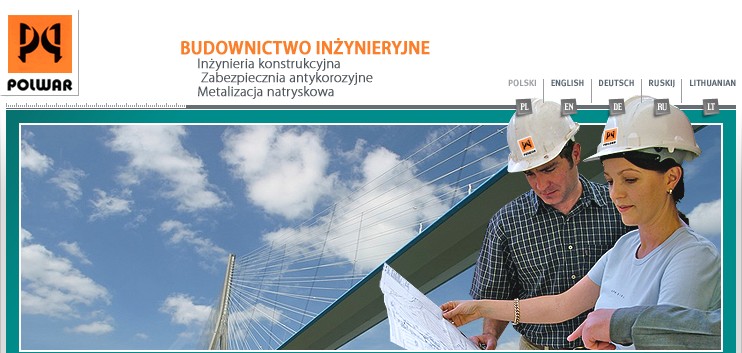 POLWAR
BUDOWNICTWO INŻYNIERYJNE
Inżynieria konstrukcyjna
Zabezpiecznia antykorozyjne
Metalizacja natryskowa
POLSKI ENGLISH DEUTSCH RUSKIJ LITHUANIAN
PL EN DE RU LT
POLWAR
POLWAR